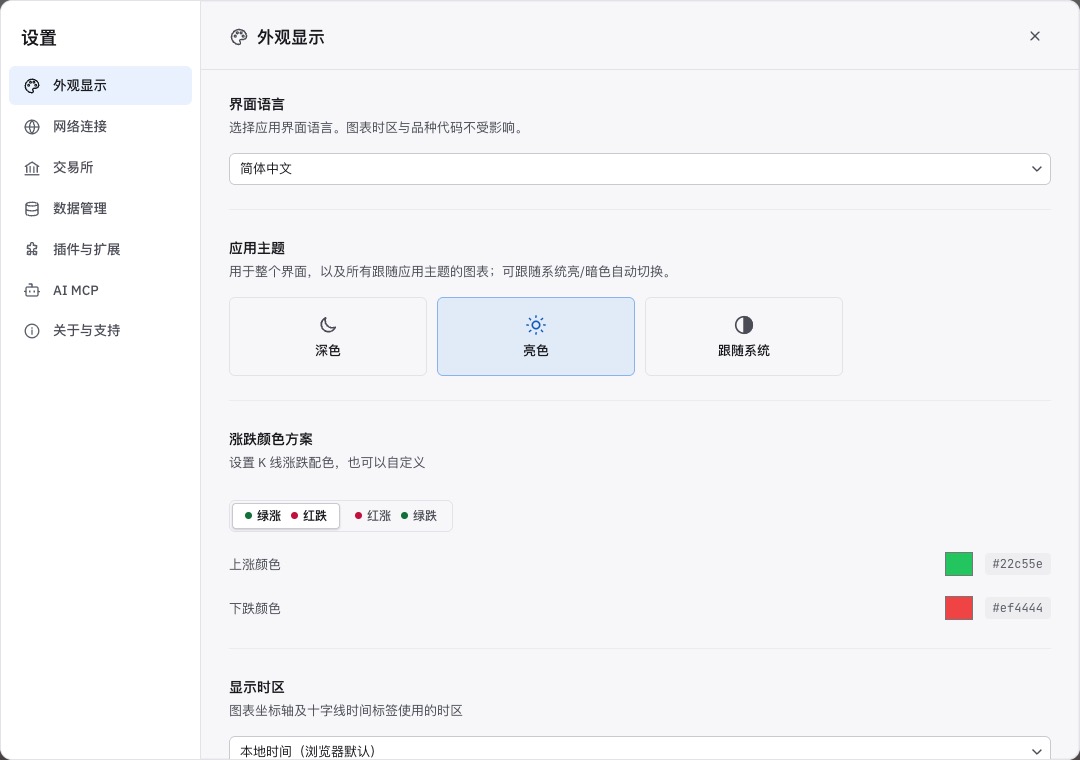 设置
外观显示
网络连接
交易所
数据管理
插件与扩展
AI MCP
关于与支持
外观显示
界面语言
选择应用界面语言。图表时区与品种代码不受影响。
简体中文
应用主题
用于整个界面，以及所有跟随应用主题的图表；可跟随系统亮/暗色自动切换。
深色
亮色
跟随系统
涨跌颜色方案
设置 K 线涨跌配色，也可以自定义
绿涨 红跌 红涨 绿跌
上涨颜色 #22c55e
下跌颜色 #ef4444
显示时区
图表坐标轴及十字线时间标签使用的时区
本地时间（浏览器默认）